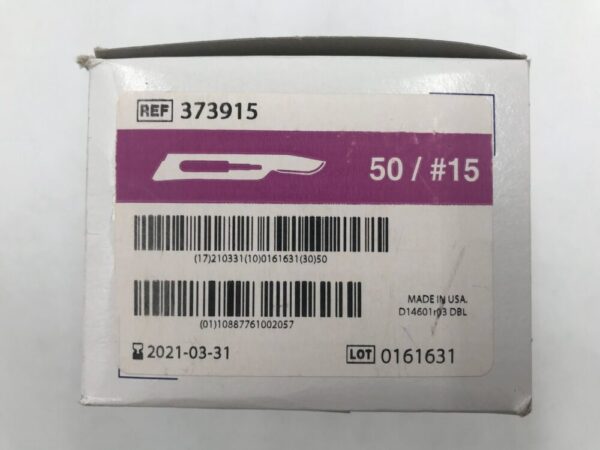 REF 373915
50 / #15
(17)210331(10)0161631(30)50
(01)10887761002057
MADE IN USA.
D14601r03 DBL
2021-03-31
LOT 0161631